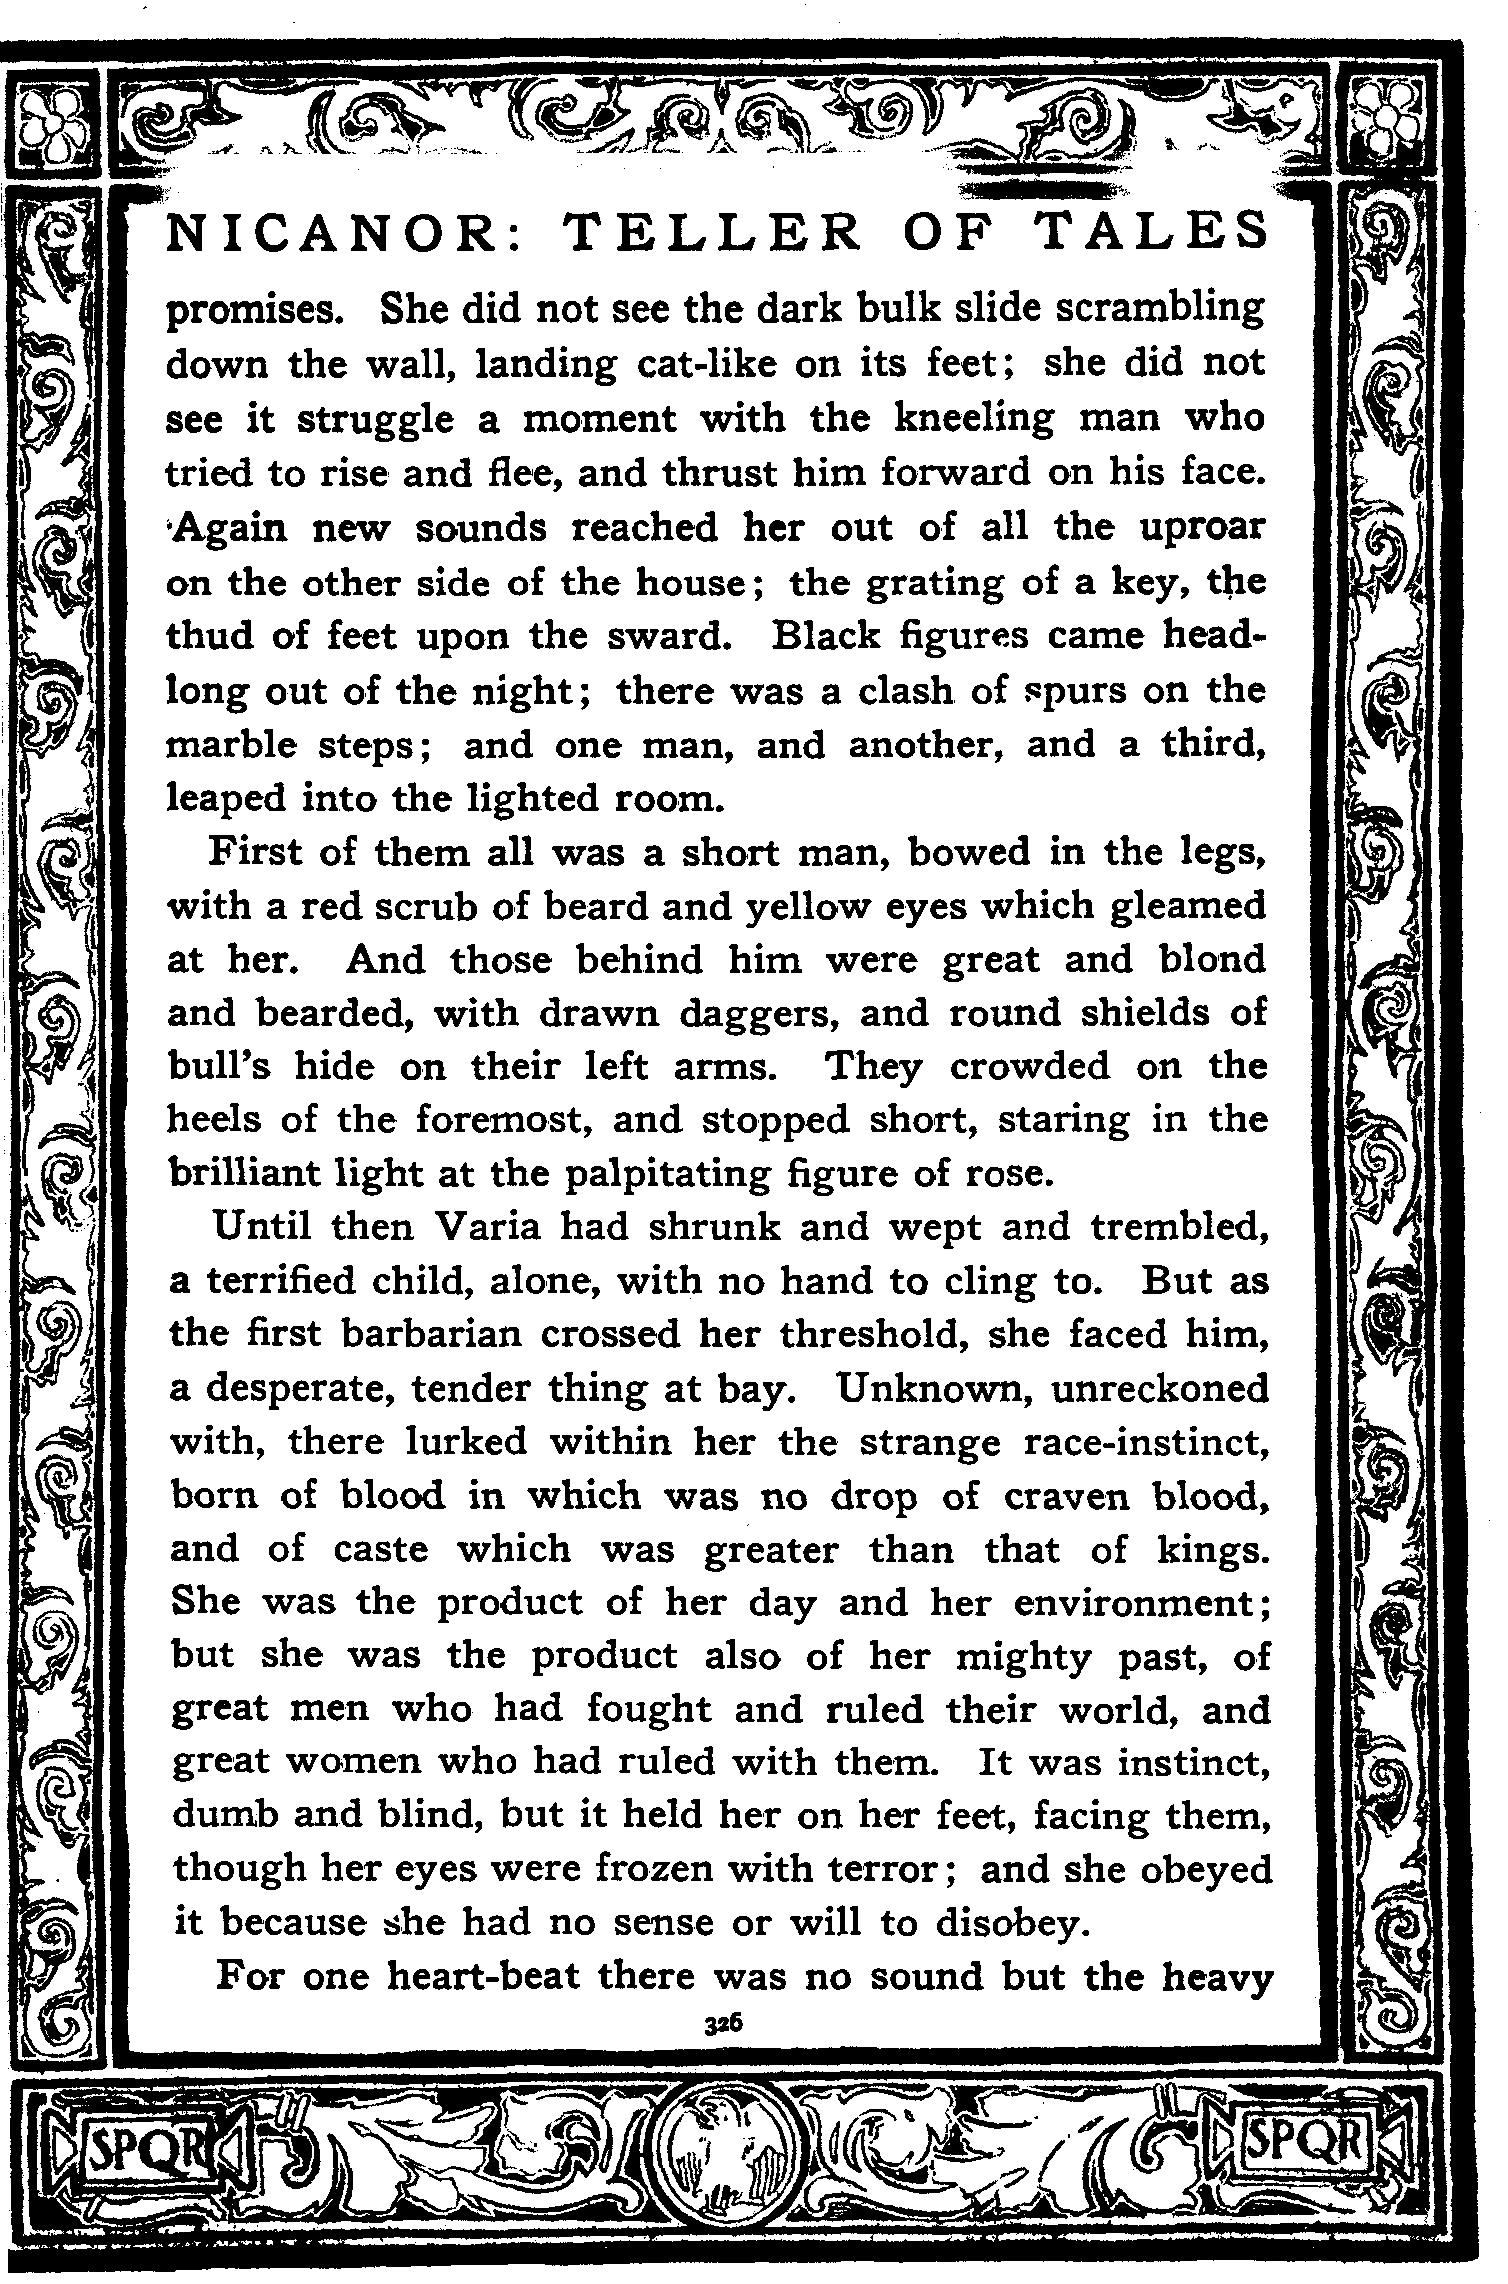 NICANOR: TELLER OF TALES
promises. She did not see the dark bulk slide scrambling
down the wall, landing cat-like on its feet; she did not
see it struggle a moment with the kneeling man who
tried to rise and flee, and thrust him forward on his face.
Again new sounds reached her out of all the uproar
on the other side of the house; the grating of a key, the
thud of feet upon the sward. Black figures came head-
long out of the night; there was a clash of spurs on the
marble steps; and one man, and another, and a third,
leaped into the lighted room.
First of them all was a short man, bowed in the legs,
with a red scrub of beard and yellow eyes which gleamed
at her. And those behind him were great and blond
and bearded, with drawn daggers, and round shields of
bull's hide on their left arms. They crowded on the
heels of the foremost, and stopped short, staring in the
brilliant light at the palpitating figure of rose.
Until then Varia had shrunk and wept and trembled,
a terrified child, alone, with no hand to cling to. But as
the first barbarian crossed her threshold, she faced him,
a desperate, tender thing at bay. Unknown, unreckoned
with, there lurked within her the strange race-instinct,
born of blood in which was no drop of craven blood,
and of caste which was greater than that of kings.
She was the product of her day and her environment;
but she was the product also of her mighty past, of
great men who had fought and ruled their world, and
great women who had ruled with them. It was instinct,
dumb and blind, but it held her on her feet, facing them,
though her eyes were frozen with terror; and she obeyed
it because she had no sense or will to disobey.
For one heart-beat there was no sound but the heavy
326
SPQR SPQR